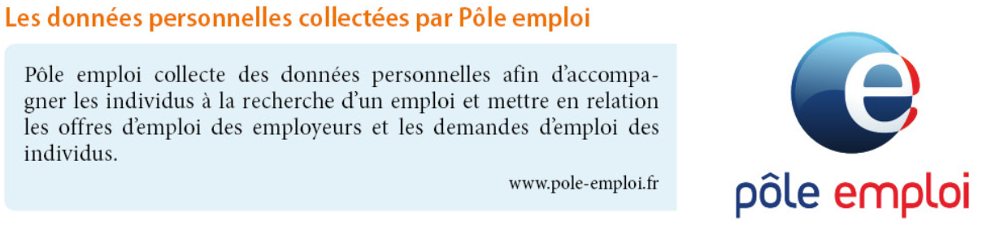 Les données personnelles collectées par Pôle emploi
Pôle emploi collecte des données personnelles afin d'accompa-
gner les individus à la recherche d'un emploi et mettre en relation
les offres d'emploi des employeurs et les demandes d'emploi des
individus.
www.pole-emploi.fr
e
pôle emploi